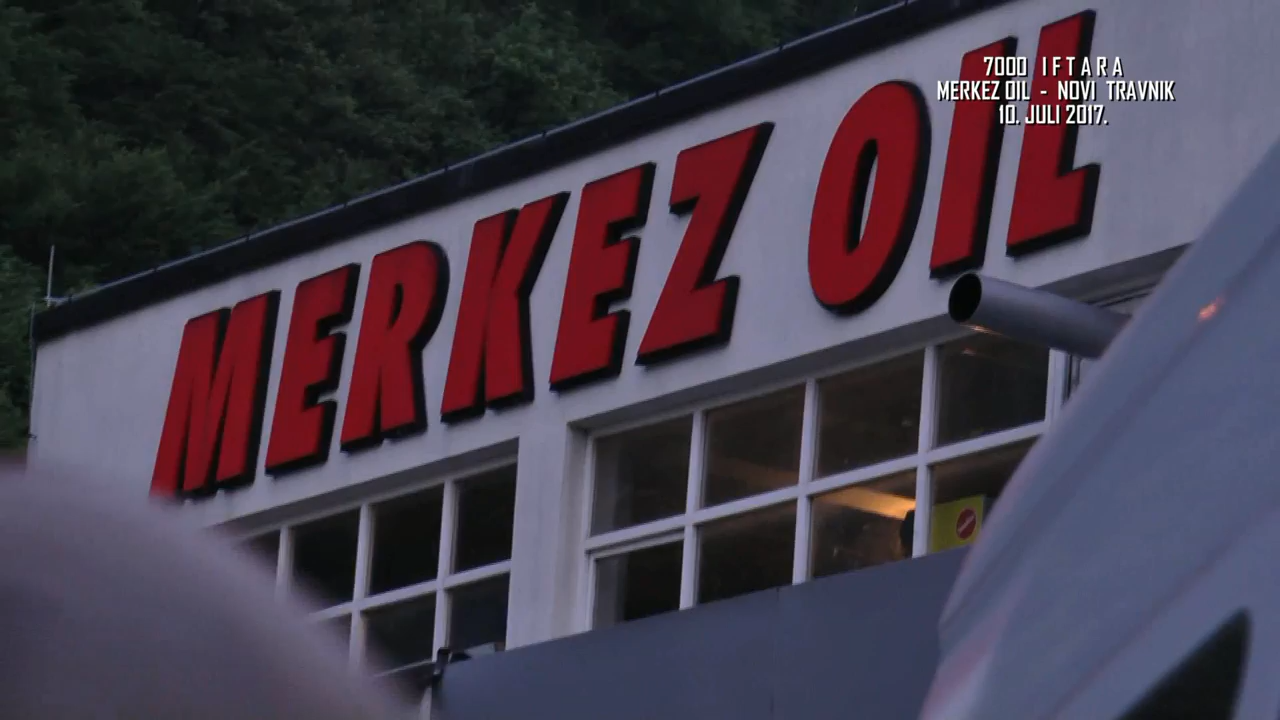 7000 IFTARA
MERKEZ OIL - NOVI TRAVNIK
10. JULI 2017.
MERKEZ OIL